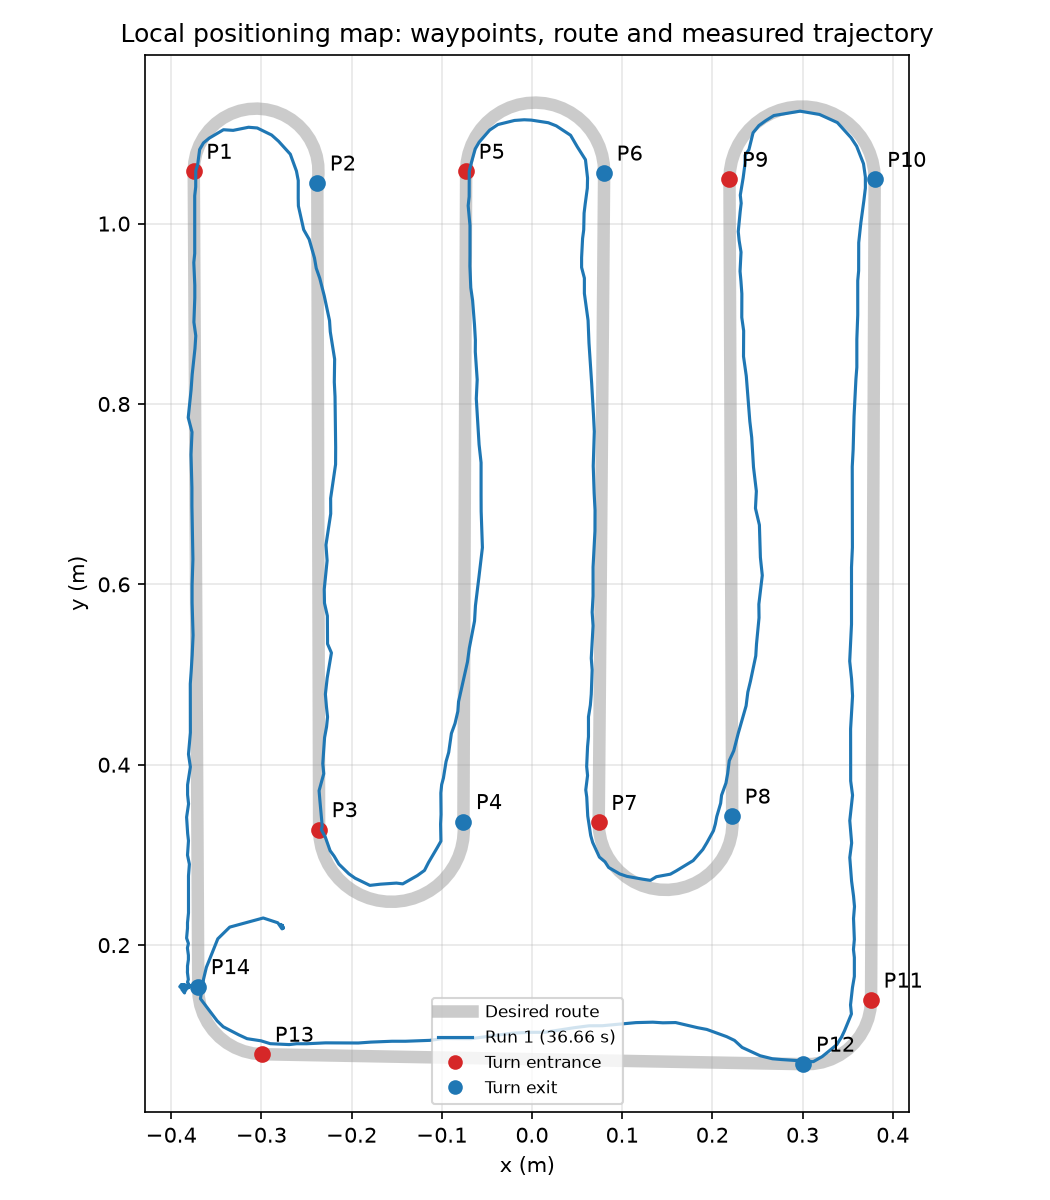 Local positioning map: waypoints, route and measured trajectory
P1
P2
P5
P6
P9
P10
P3
P4
P7
P8
P14
P11
P13
P12
Desired route
Run 1 (36.66 s)
Turn entrance
Turn exit
1.0
0.8
0.6
0.4
0.2
y (m)
−0.4
−0.3
−0.2
−0.1
0.0
0.1
0.2
0.3
0.4
x (m)